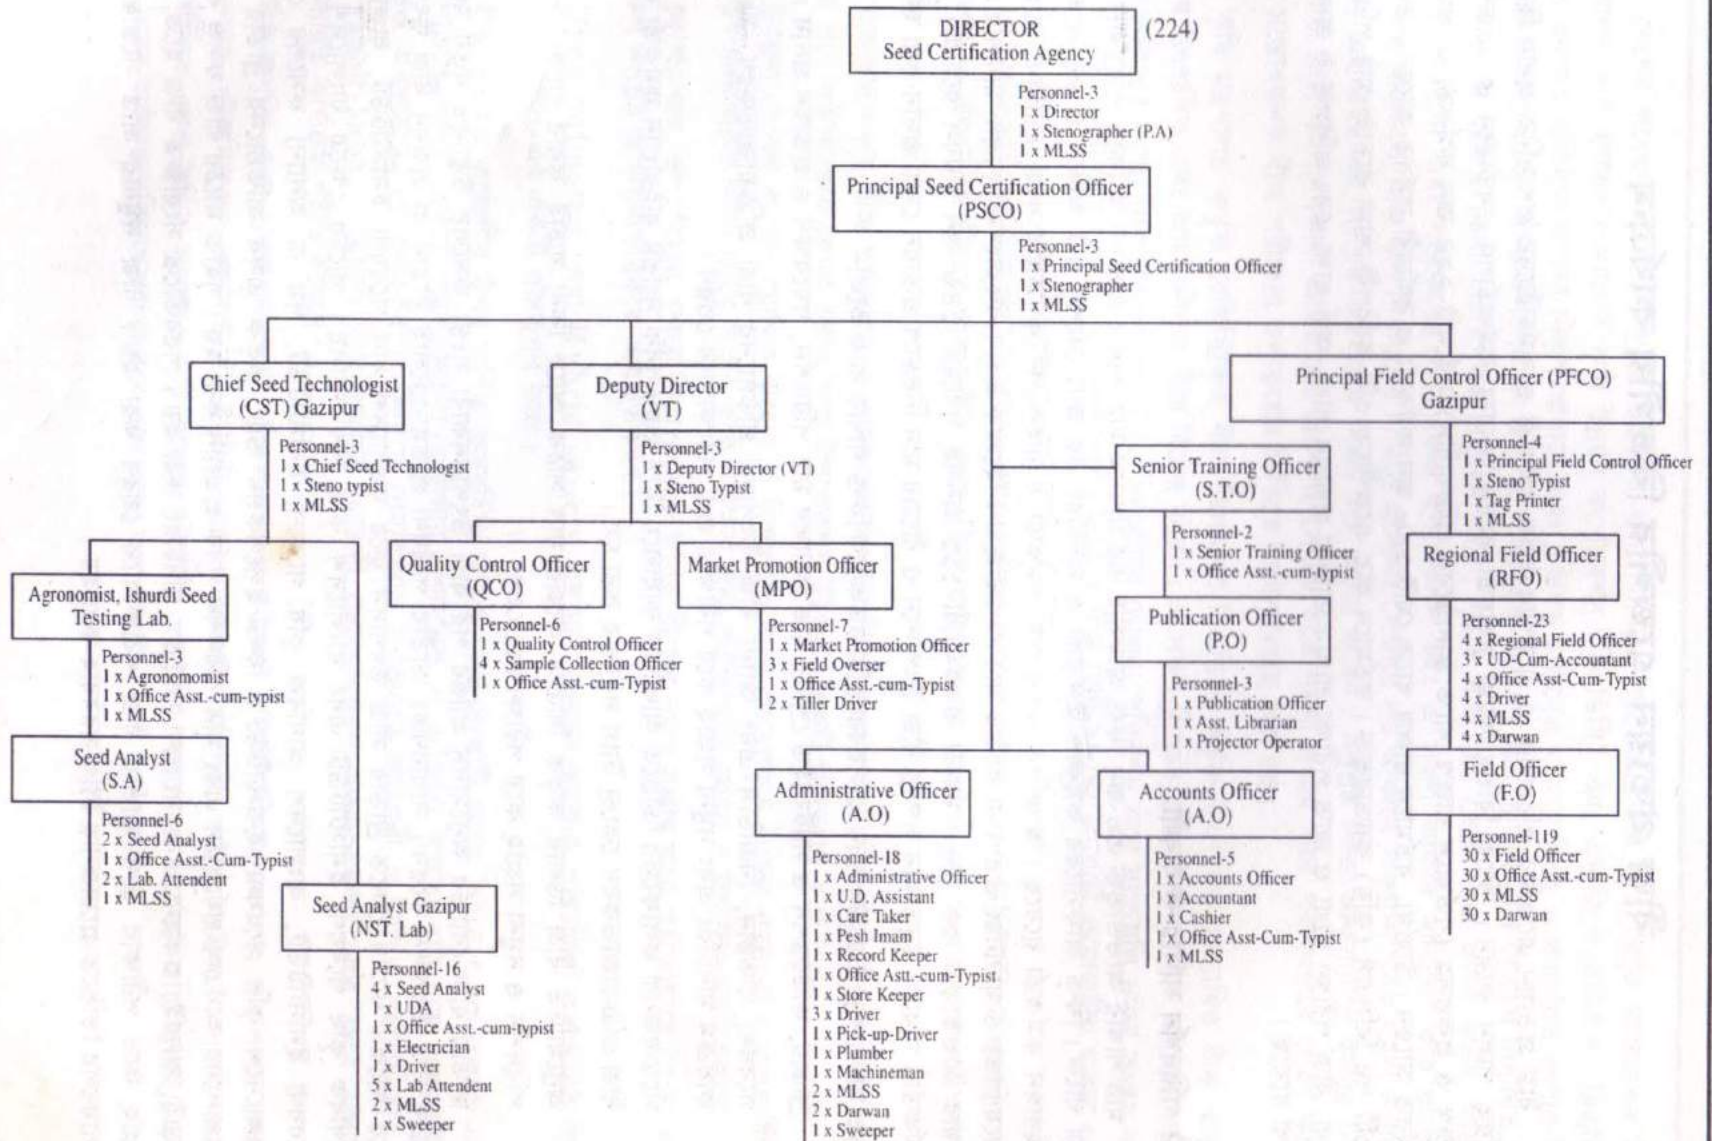 DIRECTOR
Seed Certification Agency
(224)
Personnel-3
1 x Director
1 x Stenographer (P.A)
1 x MLSS
Principal Seed Certification Officer
(PSCO)
Personnel-3
1 x Principal Seed Certification Officer
1 x Stenographer
1 x MLSS
Chief Seed Technologist
(CST) Gazipur
Personnel-3
1 x Chief Seed Technologist
1 x Steno typist
1 x MLSS
Agronomist, Ishurdi Seed
Testing Lab.
Personnel-3
1 x Agronomomist
1 x Office Asst.-cum-typist
1 x MLSS
Seed Analyst
(S.A)
Personnel-6
2 x Seed Analyst
1 x Office Asst.-Cum-Typist
2 x Lab. Attendent
1 x MLSS
Seed Analyst Gazipur
(NST. Lab)
Personnel-16
4 x Seed Analyst
1 x UDA
1 x Office Asst.-cum-typist
1 x Electrician
1 x Driver
5 x Lab Attendent
2 x MLSS
1 x Sweeper
Deputy Director
(VT)
Personnel-3
1 x Deputy Director (VT)
1 x Steno Typist
1 x MLSS
Quality Control Officer
(QCO)
Personnel-6
1 x Quality Control Officer
4 x Sample Collection Officer
1 x Office Asst.-cum-Typist
Market Promotion Officer
(MPO)
Personnel-7
1 x Market Promotion Officer
3 x Field Overser
1 x Office Asst.-cum-Typist
2 x Tiller Driver
Senior Training Officer
(S.T.O)
Personnel-2
1 x Senior Training Officer
1 x Office Asst.-cum-typist
Publication Officer
(P.O)
Personnel-3
1 x Publication Officer
1 x Asst. Librarian
1 x Projector Operator
Administrative Officer
(A.O)
Personnel-18
1 x Administrative Officer
1 x U.D. Assistant
1 x Care Taker
1 x Pesh Imam
1 x Record Keeper
1 x Office Astt.-cum-Typist
1 x Store Keeper
3 x Driver
1 x Pick-up-Driver
1 x Plumber
1 x Machineman
2 x MLSS
2 x Darwan
1 x Sweeper
Accounts Officer
(A.O)
Personnel-5
1 x Accounts Officer
1 x Accountant
1 x Cashier
1 x Office Asst-Cum-Typist
1 x MLSS
Principal Field Control Officer (PFCO)
Gazipur
Personnel-4
1 x Principal Field Control Officer
1 x Steno Typist
1 x Tag Printer
1 x MLSS
Regional Field Officer
(RFO)
Personnel-23
4 x Regional Field Officer
3 x UD-Cum-Accountant
4 x Office Asst-Cum-Typist
4 x Driver
4 x MLSS
4 x Darwan
Field Officer
(F.O)
Personnel-119
30 x Field Officer
30 x Office Asst.-cum-Typist
30 x MLSS
30 x Darwan